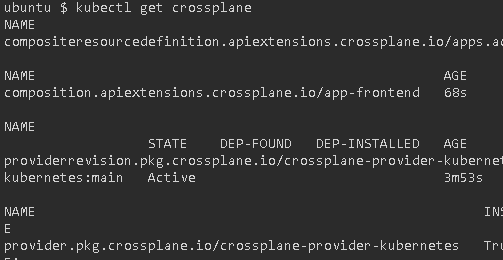 ubuntu $ kubectl get crossplane
NAME
compositeresourcedefinition.apiextensions.crossplane.io/apps.a
NAME AGE
composition.apiextensions.crossplane.io/app-frontend 68s
NAME
STATE DEP-FOUND DEP-INSTALLED AGE
providerrevision.pkg.crossplane.io/crossplane-provider-kubernet
kubernetes:main Active 3m53s
NAME INS
E
provider.pkg.crossplane.io/crossplane-provider-kubernetes Tru